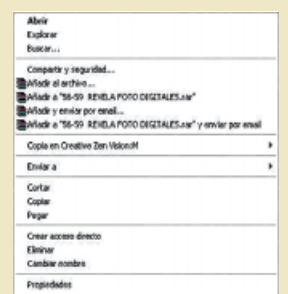 Abrir
Explorar
Buscar...
Compartir y seguridad...
Añadir al archivo...
Añadir a "56-59 REVELA FOTO DIGITALES.rar"
Añadir y enviar por email...
Añadir a "56-59 REVELA FOTO DIGITALES.rar" y enviar por email
Copia en Creative Zen Vision:M
Enviar a
Cortar
Copiar
Pegar
Crear acceso directo
Eliminar
Cambiar nombre
Propiedades